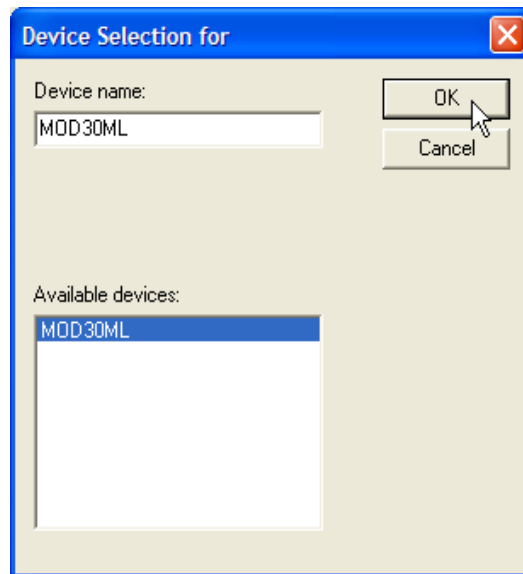 Device Selection for
Device name:
OK
MOD30ML
Cancel
Available devices:
MOD30ML